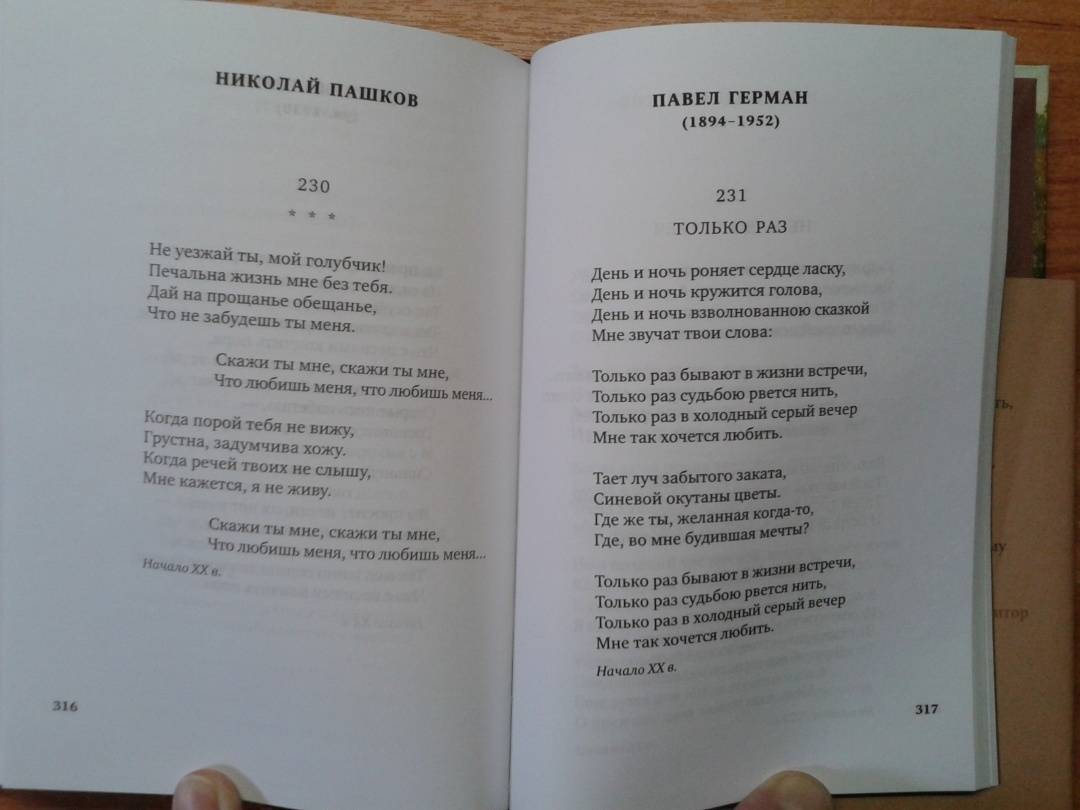 НИКОЛАЙ ПАШКОВ
230
* * *
Не уезжай ты, мой голубчик!
Печальна жизнь мне без тебя.
Дай на прощанье обещанье,
Что не забудешь ты меня.
Скажи ты мне, скажи ты мне,
Что любишь меня, что любишь меня...
Когда порой тебя не вижу,
Грустна, задумчива хожу.
Когда речей твоих не слышу,
Мне кажется, я не живу.
Скажи ты мне, скажи ты мне,
Что любишь меня, что любишь меня...
Начало XX в.
316
ПАВЕЛ ГЕРМАН
(1894–1952)
231
ТОЛЬКО РАЗ
День и ночь роняет сердце ласку,
День и ночь кружится голова,
День и ночь взволнованною сказкой
Мне звучат твои слова:
Только раз бывают в жизни встречи,
Только раз судьбою рвется нить,
Только раз в холодный серый вечер
Мне так хочется любить.
Тает луч забытого заката,
Синевой окутаны цветы.
Где же ты, желанная когда-то,
Где, во мне будившая мечты?
Только раз бывают в жизни встречи,
Только раз судьбою рвется нить,
Только раз в холодный серый вечер
Мне так хочется любить.
Начало XX в.
317